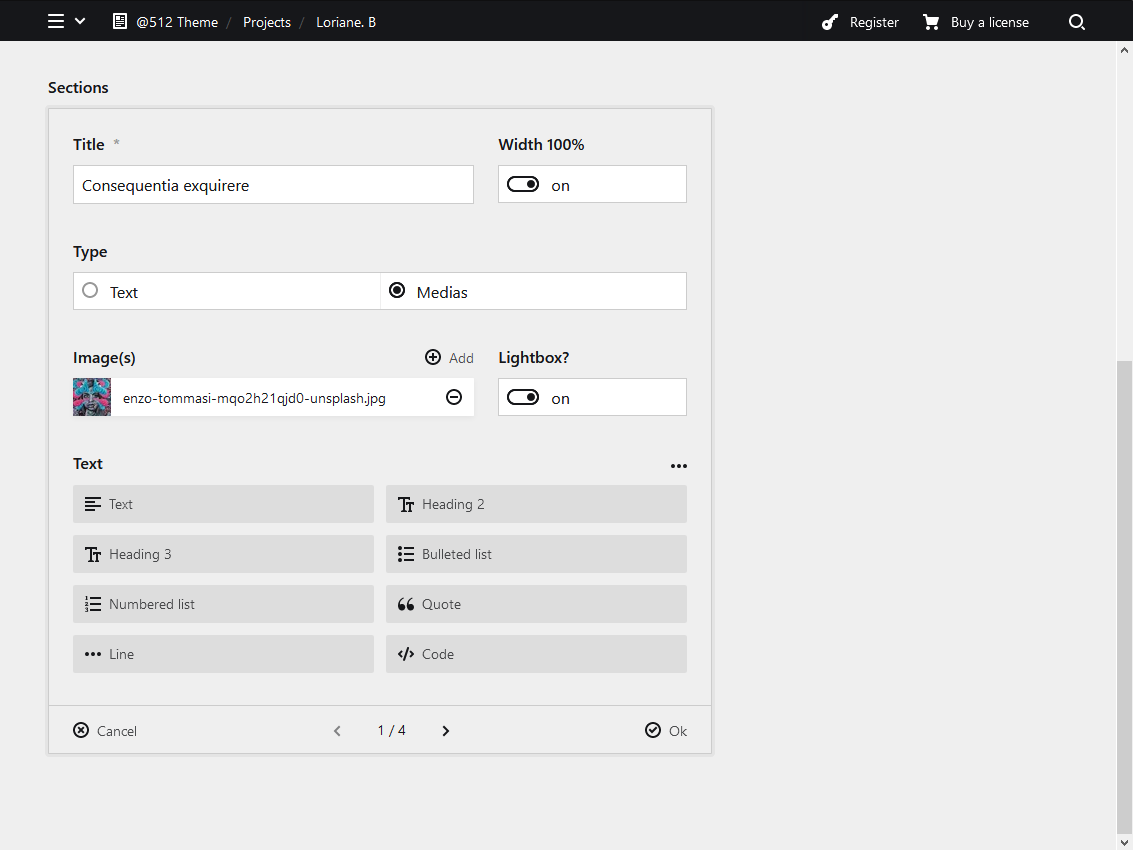 @512 Theme / Projects / Loriane. B Register Buy a license
Sections
Title * Width 100%
Consequentia exquirere on
Type
Text Medias
Image(s) Add Lightbox?
enzo-tommasi-mqo2h21qjd0-unsplash.jpg on
Text
Text Heading 2
Heading 3 Bulleted list
Numbered list Quote
Line Code
Cancel 1 / 4 Ok